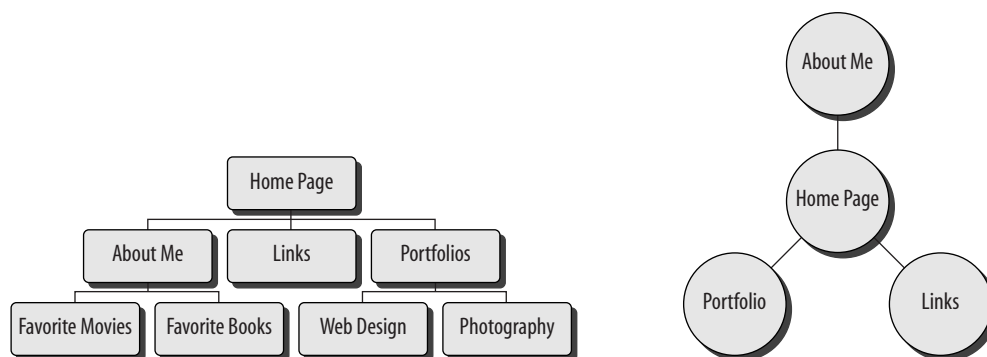 Home Page
About Me
Links
Portfolios
Favorite Movies
Favorite Books
Web Design
Photography
About Me
Home Page
Portfolio
Links